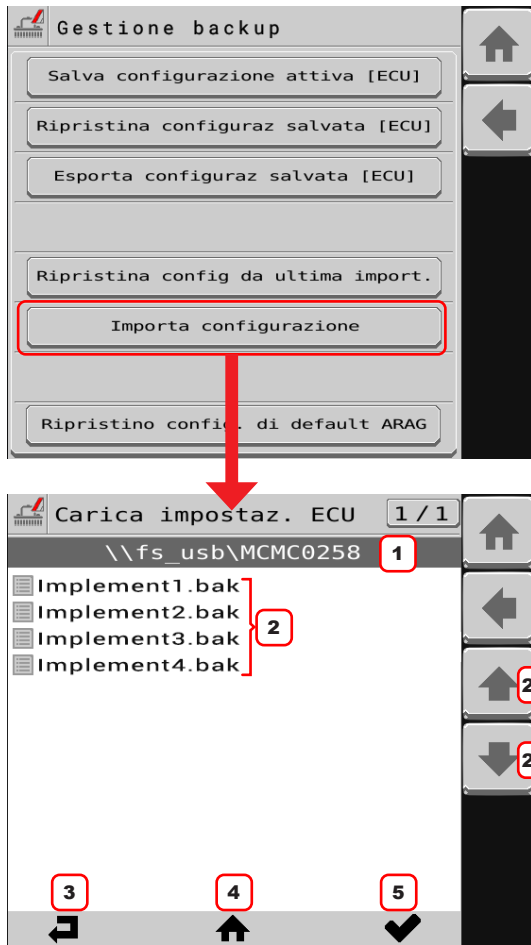 Gestione backup
Salva configurazione attiva [ECU]
Ripristina configuraz salvata [ECU]
Esporta configuraz salvata [ECU]
Ripristina config da ultima import.
Importa configurazione
Ripristino config. di default ARAG
Carica impostaz. ECU 1/1
\\fs_usb\MCMC0258 1
Implement1.bak
Implement2.bak
2
Implement3.bak
Implement4.bak
2
2
3 4 5